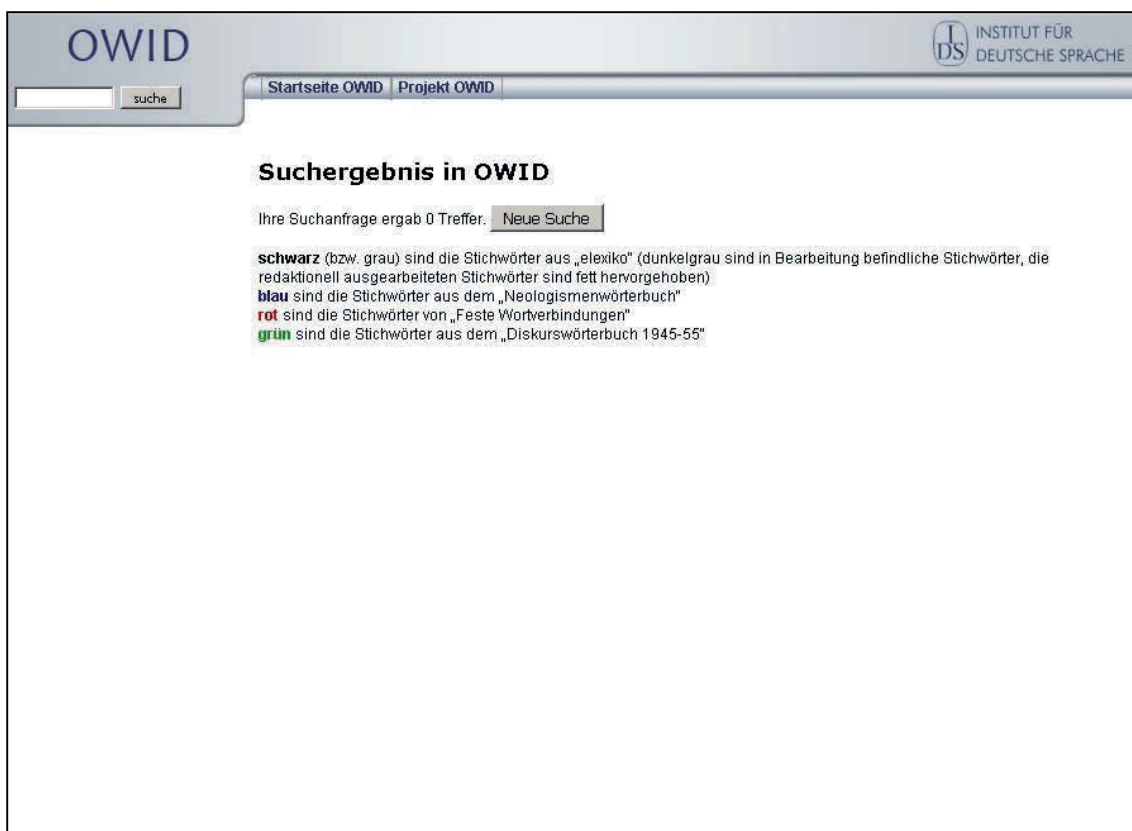 OWID
INSTITUT FÜR
DEUTSCHE SPRACHE
IDS
suche
Startseite OWID | Projekt OWID
Suchergebnis in OWID
Ihre Suchanfrage ergab 0 Treffer. Neue Suche
schwarz (bzw. grau) sind die Stichwörter aus „elexiko" (dunkelgrau sind in Bearbeitung befindliche Stichwörter, die
redaktionell ausgearbeiteten Stichwörter sind fett hervorgehoben)
blau sind die Stichwörter aus dem „Neologismenwörterbuch"
rot sind die Stichwörter von „Feste Wortverbindungen"
grün sind die Stichwörter aus dem „Diskurswörterbuch 1945-55"